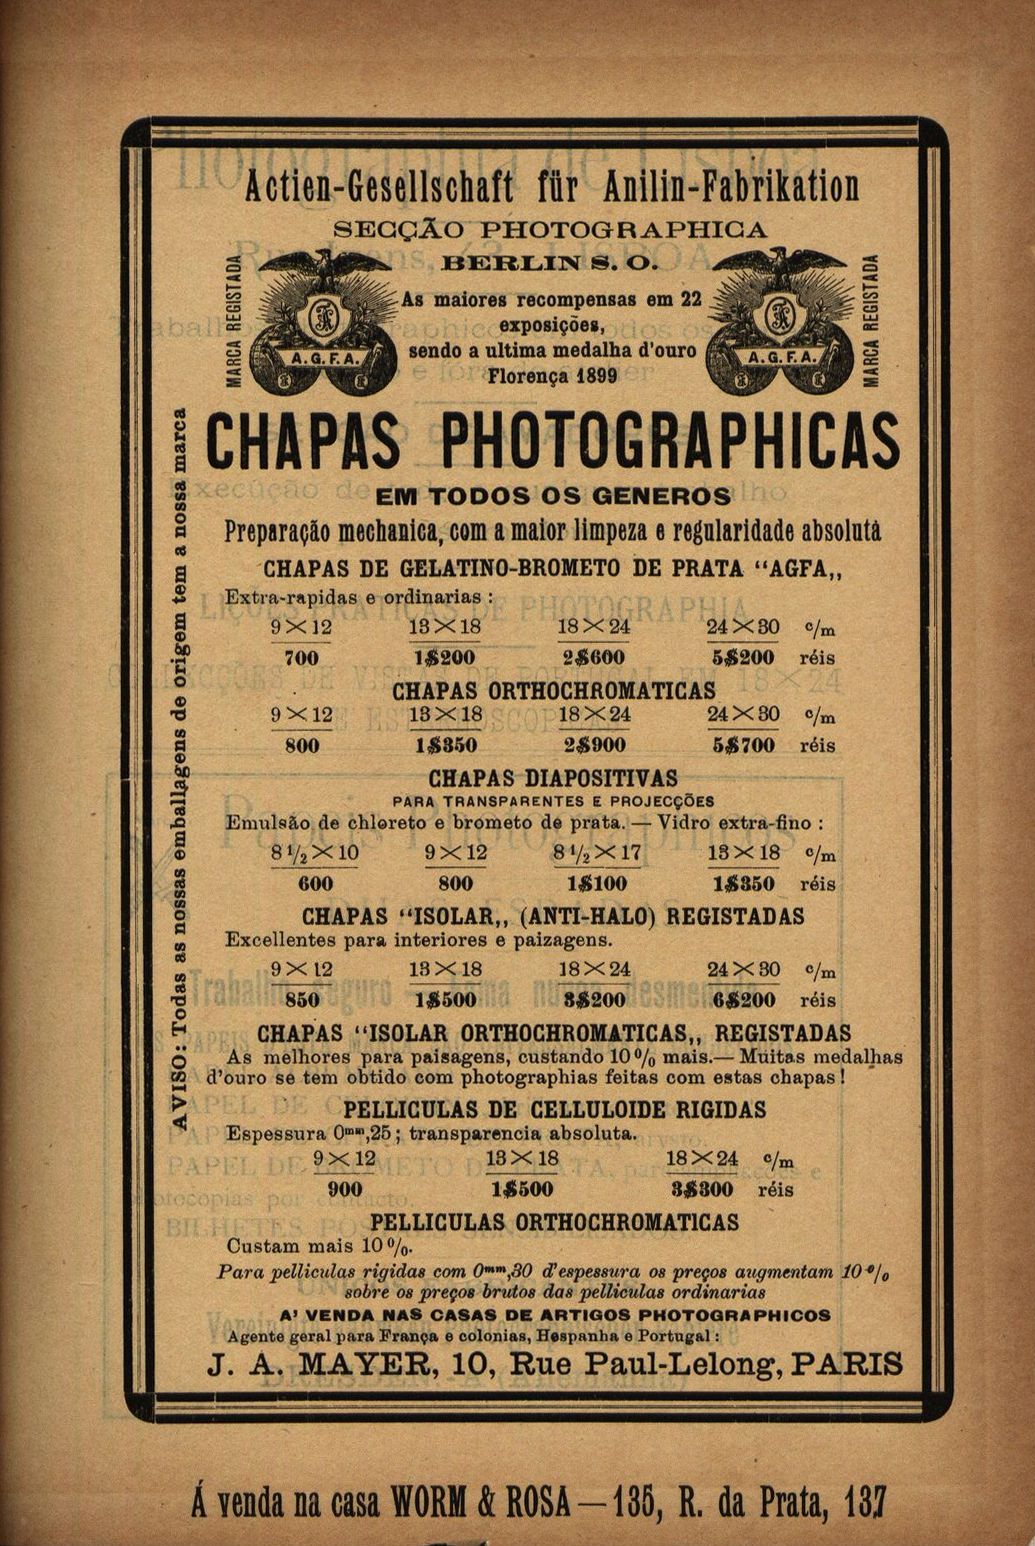 Actien-Gesellschaft für Anilin-Fabrikation
SECÇÃO PHOTOGRAPHICA
BERLIN S. O.
MARCA REGISTADA
A.G.F.A.
As maiores recompensas em 22
exposições,
sendo a ultima medalha d'ouro
Florença 1899
A.G.F.A.
MARCA REGISTADA
CHAPAS PHOTOGRAPHICAS
EM TODOS OS GENEROS
Preparação mechanica, com a maior limpeza e regularidade absoluta
CHAPAS DE GELATINO-BROMETO DE PRATA “AGFA„
Extra-rapidas e ordinarias :
9×12 13×18 18×24 24×30 c/m
700 1$200 2$600 5$200 réis
CHAPAS ORTHOCHROMATICAS
9×12 13×18 18×24 24×30 c/m
800 1$350 2$900 5$700 réis
CHAPAS DIAPOSITIVAS
PARA TRANSPARENTES E PROJECÇÕES
Emulsão de chloreto e brometo de prata. — Vidro extra-fino :
8 1/2×10 9×12 8 1/2×17 13×18 c/m
600 800 1$100 1$350 réis
CHAPAS “ISOLAR„ (ANTI-HALO) REGISTADAS
Excellentes para interiores e paizagens.
9×12 13×18 18×24 24×30 c/m
850 1$500 3$200 6$200 réis
CHAPAS “ISOLAR ORTHOCHROMATICAS„ REGISTADAS
As melhores para paisagens, custando 10 % mais.— Muitas medalhas
d'ouro se tem obtido com photographias feitas com estas chapas !
PELLICULAS DE CELLULOIDE RIGIDAS
Espessura 0mm,25 ; transparencia absoluta.
9×12 13×18 18×24 c/m
900 1$500 3$300 réis
PELLICULAS ORTHOCHROMATICAS
Custam mais 10 %.
Para pelliculas rigidas com 0mm,30 d'espessura os preços augmentam 10 %
sobre os preços brutos das pelliculas ordinarias
A' VENDA NAS CASAS DE ARTIGOS PHOTOGRAPHICOS
Agente geral para França e colonias, Hespanha e Portugal :
J. A. MAYER, 10, Rue Paul-Lelong, PARIS
AVISO: Todas as nossas emballagens de origem tem a nossa marca
Á venda na casa WORM & ROSA — 135, R. da Prata, 137